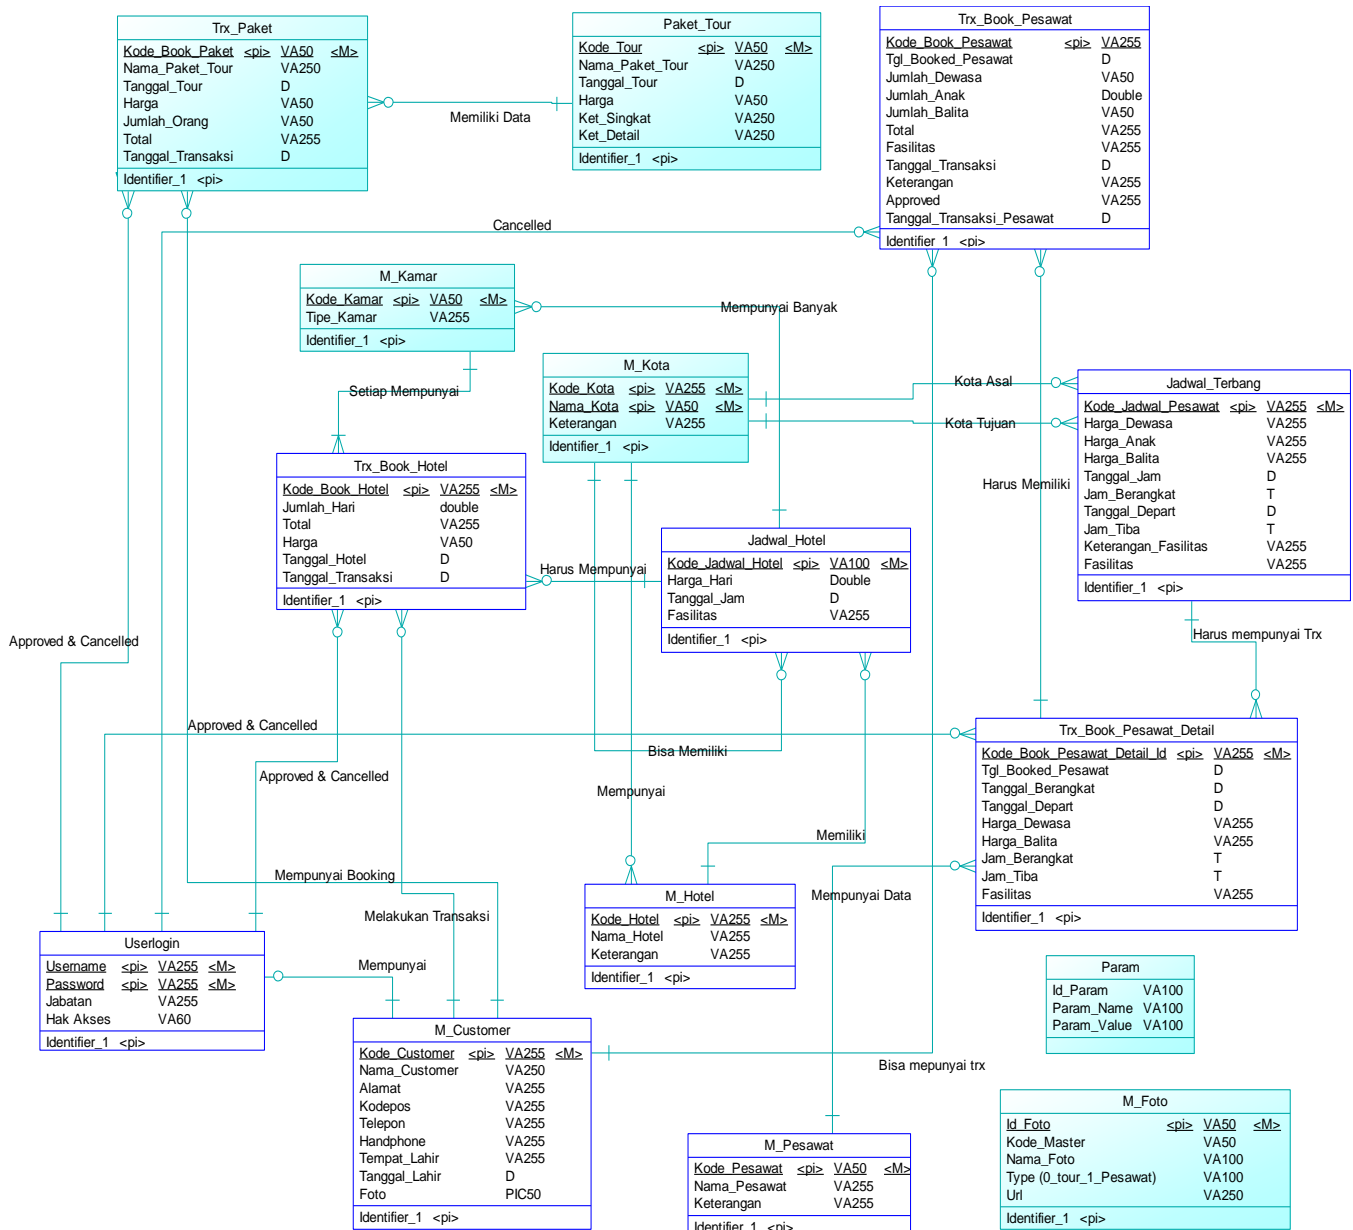 Trx_Paket
Kode_Book_Paket <pi> VA50 <M>
Nama_Paket_Tour VA250
Tanggal_Tour D
Harga VA50
Jumlah_Orang VA50
Total VA255
Tanggal_Transaksi D
Identifier_1 <pi>
Memiliki Data
Paket_Tour
Kode_Tour <pi> VA50 <M>
Nama_Paket_Tour VA250
Tanggal_Tour D
Harga VA50
Ket_Singkat VA250
Ket_Detail VA250
Identifier_1 <pi>
Trx_Book_Pesawat
Kode_Book_Pesawat <pi> VA255
Tgl_Booked_Pesawat D
Jumlah_Dewasa VA50
Jumlah_Anak Double
Jumlah_Balita VA50
Total VA255
Fasilitas VA255
Tanggal_Transaksi D
Keterangan VA255
Approved VA255
Tanggal_Transaksi_Pesawat D
Identifier_1 <pi>
Cancelled
M_Kamar
Kode_Kamar <pi> VA50 <M>
Tipe_Kamar VA255
Identifier_1 <pi>
Mempunyai Banyak
Setiap Mempunyai
M_Kota
Kode_Kota <pi> VA255 <M>
Nama_Kota <pi> VA50 <M>
Keterangan VA255
Identifier_1 <pi>
Kota Asal
Kota Tujuan
Jadwal_Terbang
Kode_Jadwal_Pesawat <pi> VA255 <M>
Harga_Dewasa VA255
Harga_Anak VA255
Harga_Balita VA255
Tanggal_Jam D
Jam_Berangkat T
Tanggal_Depart D
Jam_Tiba T
Keterangan_Fasilitas VA255
Fasilitas VA255
Identifier_1 <pi>
Harus Memiliki
Trx_Book_Hotel
Kode_Book_Hotel <pi> VA255 <M>
Jumlah_Hari double
Total VA255
Harga VA50
Tanggal_Hotel D
Tanggal_Transaksi D
Identifier_1 <pi>
Harus Mempunyai
Jadwal_Hotel
Kode_Jadwal_Hotel <pi> VA100 <M>
Harga_Hari Double
Tanggal_Jam D
Fasilitas VA255
Identifier_1 <pi>
Harus mempunyai Trx
Approved & Cancelled
Approved & Cancelled
Approved & Cancelled
Bisa Memiliki
Mempunyai
Memiliki
Trx_Book_Pesawat_Detail
Kode_Book_Pesawat_Detail_Id <pi> VA255 <M>
Tgl_Booked_Pesawat D
Tanggal_Berangkat D
Tanggal_Depart D
Harga_Dewasa VA255
Harga_Balita VA255
Jam_Berangkat T
Jam_Tiba T
Fasilitas VA255
Identifier_1 <pi>
Mempunyai Booking
Melakukan Transaksi
Mempunyai Data
M_Hotel
Kode_Hotel <pi> VA255 <M>
Nama_Hotel VA255
Keterangan VA255
Identifier_1 <pi>
Userlogin
Username <pi> VA255 <M>
Password <pi> VA255 <M>
Jabatan VA255
Hak Akses VA60
Identifier_1 <pi>
Mempunyai
Param
Id_Param VA100
Param_Name VA100
Param_Value VA100
M_Customer
Kode_Customer <pi> VA255 <M>
Nama_Customer VA250
Alamat VA255
Kodepos VA255
Telepon VA255
Handphone VA255
Tempat_Lahir VA255
Tanggal_Lahir D
Foto PIC50
Identifier_1 <pi>
Bisa mepunyai trx
M_Pesawat
Kode_Pesawat <pi> VA50 <M>
Nama_Pesawat VA255
Keterangan VA255
Identifier_1 <pi>
M_Foto
Id_Foto <pi> VA50 <M>
Kode_Master VA50
Nama_Foto VA100
Type (0_tour_1_Pesawat) VA100
Url VA250
Identifier_1 <pi>